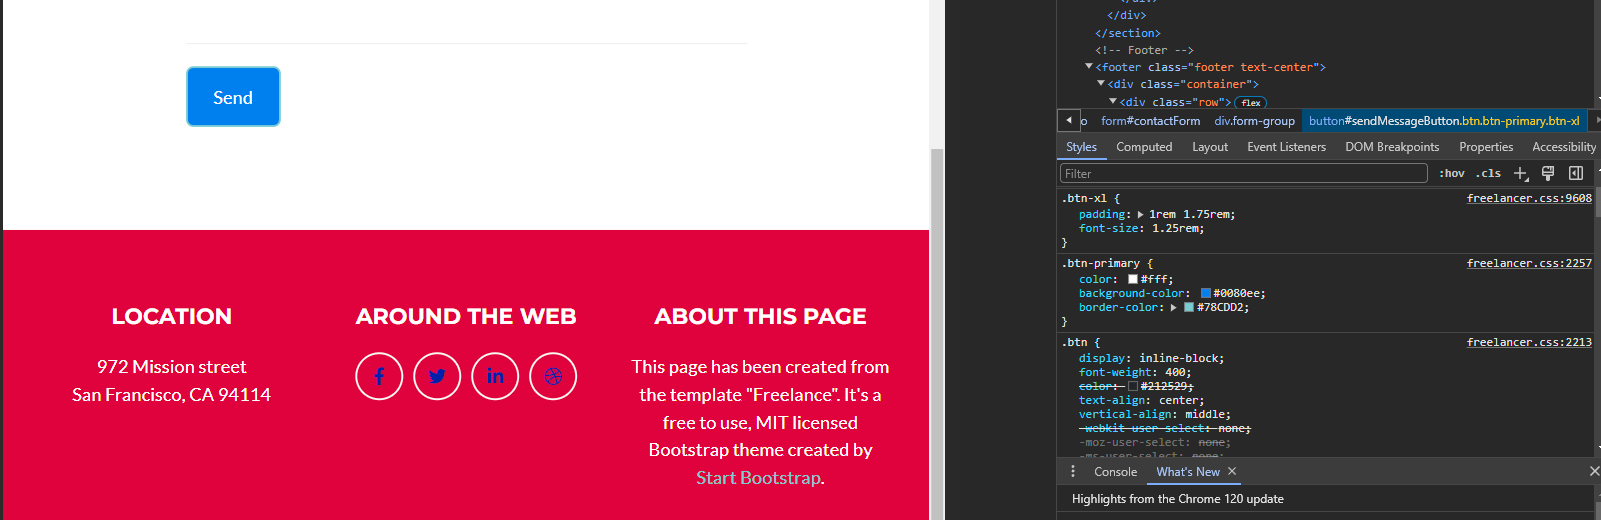 Send
LOCATION
972 Mission street
San Francisco, CA 94114
AROUND THE WEB
ABOUT THIS PAGE
This page has been created from
the template "Freelance". It's a
free to use, MIT licensed
Bootstrap theme created by
Start Bootstrap.
</div>
</section>
<!-- Footer -->
<footer class="footer text-center">
<div class="container">
<div class="row"> flex
o form#contactForm div.form-group button#sendMessageButton.btn.btn-primary.btn-xl
Styles Computed Layout Event Listeners DOM Breakpoints Properties Accessibility
Filter :hov .cls
.btn-xl { freelancer.css:9608
padding: 1rem 1.75rem;
font-size: 1.25rem;
}
.btn-primary { freelancer.css:2257
color: #fff;
background-color: #0080ee;
border-color: #78CDD2;
}
.btn { freelancer.css:2213
display: inline-block;
font-weight: 400;
color: #212529;
text-align: center;
vertical-align: middle;
-webkit-user-select: none;
-moz-user-select: none;
-ms-user-select: none;
Console What's New
Highlights from the Chrome 120 update